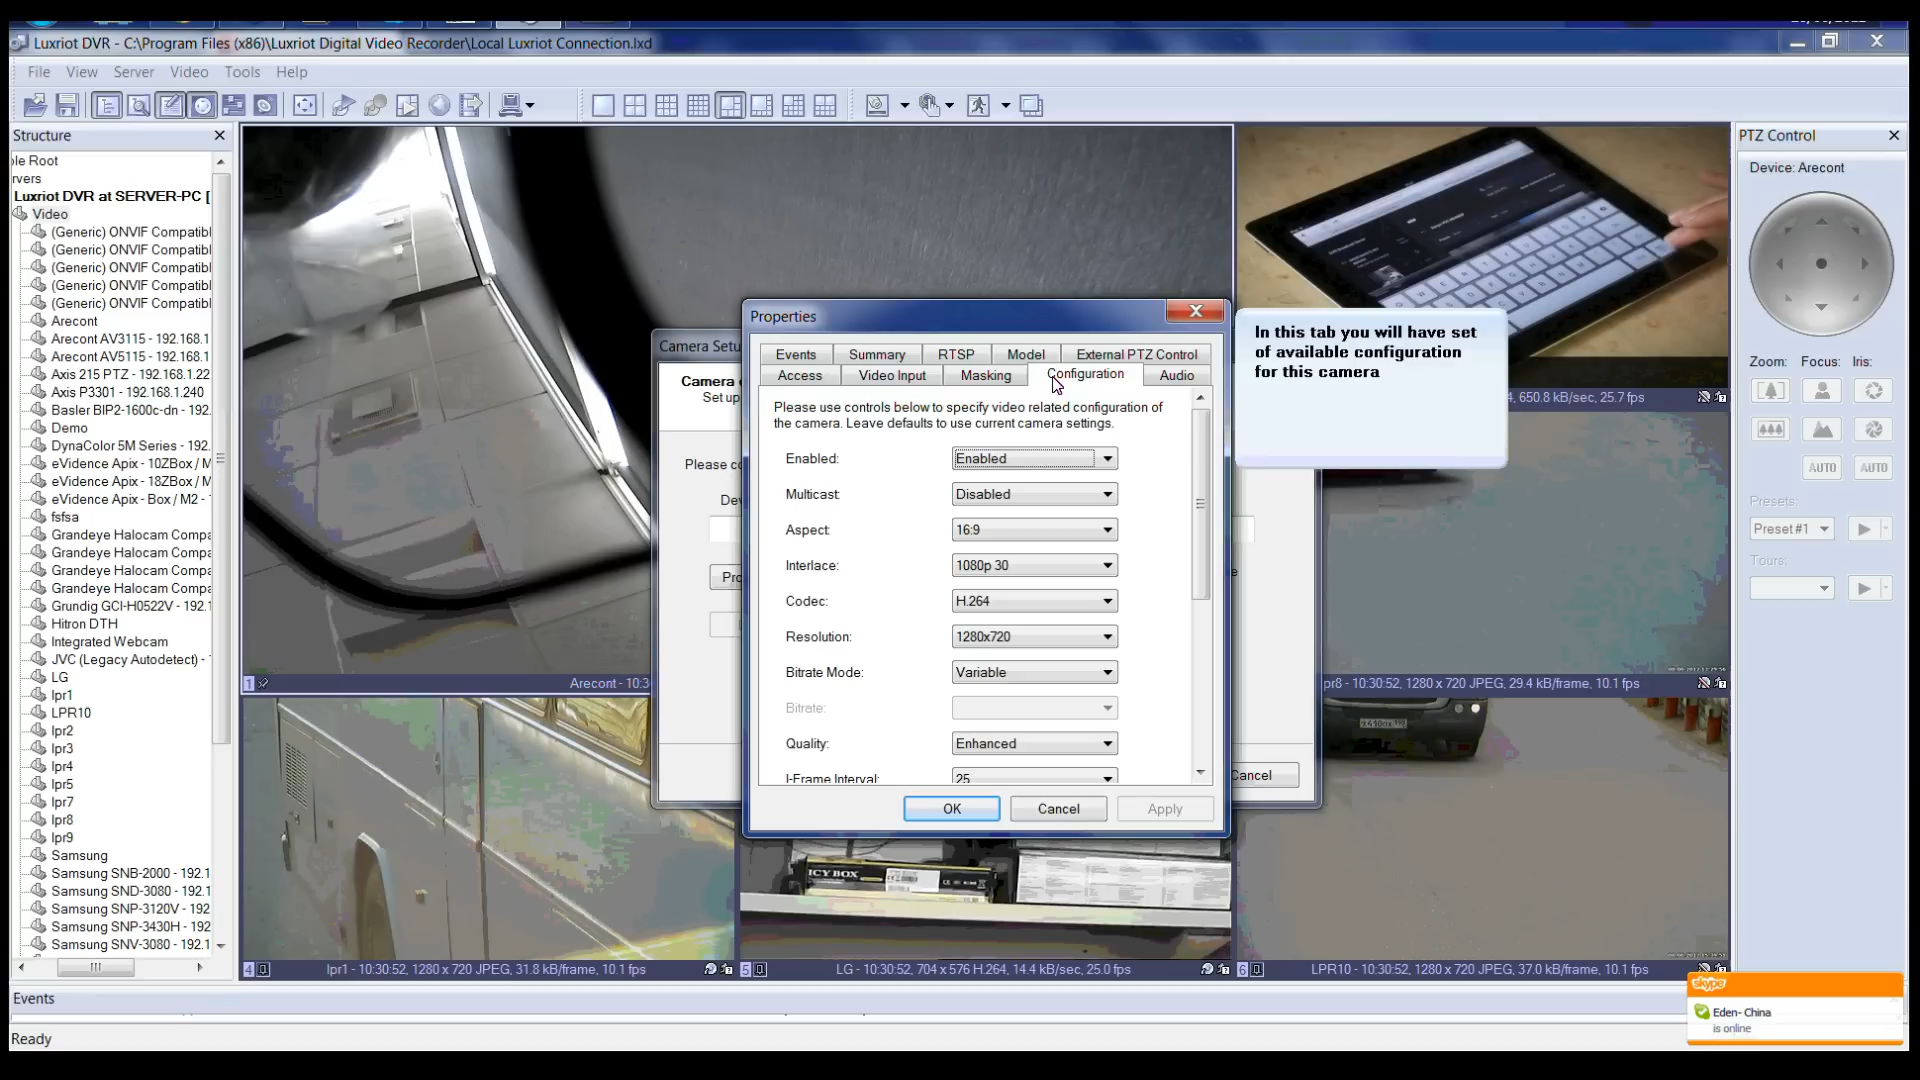 Luxriot DVR - C:\Program Files (x86)\Luxriot Digital Video Recorder\Local Luxriot Connection.lxd
File View Server Video Tools Help
Structure
ole Root
rvers
Luxriot DVR at SERVER-PC [
Video
(Generic) ONVIF Compatibl
(Generic) ONVIF Compatibl
(Generic) ONVIF Compatibl
(Generic) ONVIF Compatibl
(Generic) ONVIF Compatibl
Arecont
Arecont AV3115 - 192.168.1
Arecont AV5115 - 192.168.1
Axis 215 PTZ - 192.168.1.22
Axis P3301 - 192.168.1.240
Basler BIP2-1600c-dn - 192.
Demo
DynaColor 5M Series - 192.
eVidence Apix - 10ZBox / M
eVidence Apix - 18ZBox / M
eVidence Apix - Box / M2 -
fsfsa
Grandeye Halocam Compa
Grandeye Halocam Compa
Grandeye Halocam Compa
Grandeye Halocam Compa
Grundig GCI-H0522V - 192.
Hitron DTH
Integrated Webcam
JVC (Legacy Autodetect) -
LG
lpr1
LPR10
lpr2
lpr3
lpr4
lpr5
lpr7
lpr8
lpr9
Samsung
Samsung SNB-2000 - 192.1
Samsung SND-3080 - 192.1
Samsung SNP-3120V - 192
Samsung SNP-3430H - 192
Samsung SNV-3080 - 192.1
1
Arecont - 10:30
4, 650.8 kB/sec, 25.7 fps
pr8 - 10:30:52, 1280 x 720 JPEG, 29.4 kB/frame, 10.1 fps
ICY BOX
4
lpr1 - 10:30:52, 1280 x 720 JPEG, 31.8 kB/frame, 10.1 fps
5
LG - 10:30:52, 704 x 576 H.264, 14.4 kB/sec, 25.0 fps
6
LPR10 - 10:30:52, 1280 x 720 JPEG, 37.0 kB/frame, 10.1 fps
Camera Setu
Camera
Set up
Please co
Dev
Pro
Cancel
Properties
Events Summary RTSP Model External PTZ Control
Access Video Input Masking Configuration Audio
Please use controls below to specify video related configuration of
the camera. Leave defaults to use current camera settings.
Enabled: Enabled
Multicast: Disabled
Aspect: 16:9
Interlace: 1080p 30
Codec: H.264
Resolution: 1280x720
Bitrate Mode: Variable
Bitrate:
Quality: Enhanced
I-Frame Interval: 25
OK Cancel Apply
In this tab you will have set
of available configuration
for this camera
PTZ Control
Device: Arecont
Zoom: Focus: Iris:
AUTO AUTO
Presets:
Preset #1
Tours:
Events
Ready
skype
Eden- China
is online